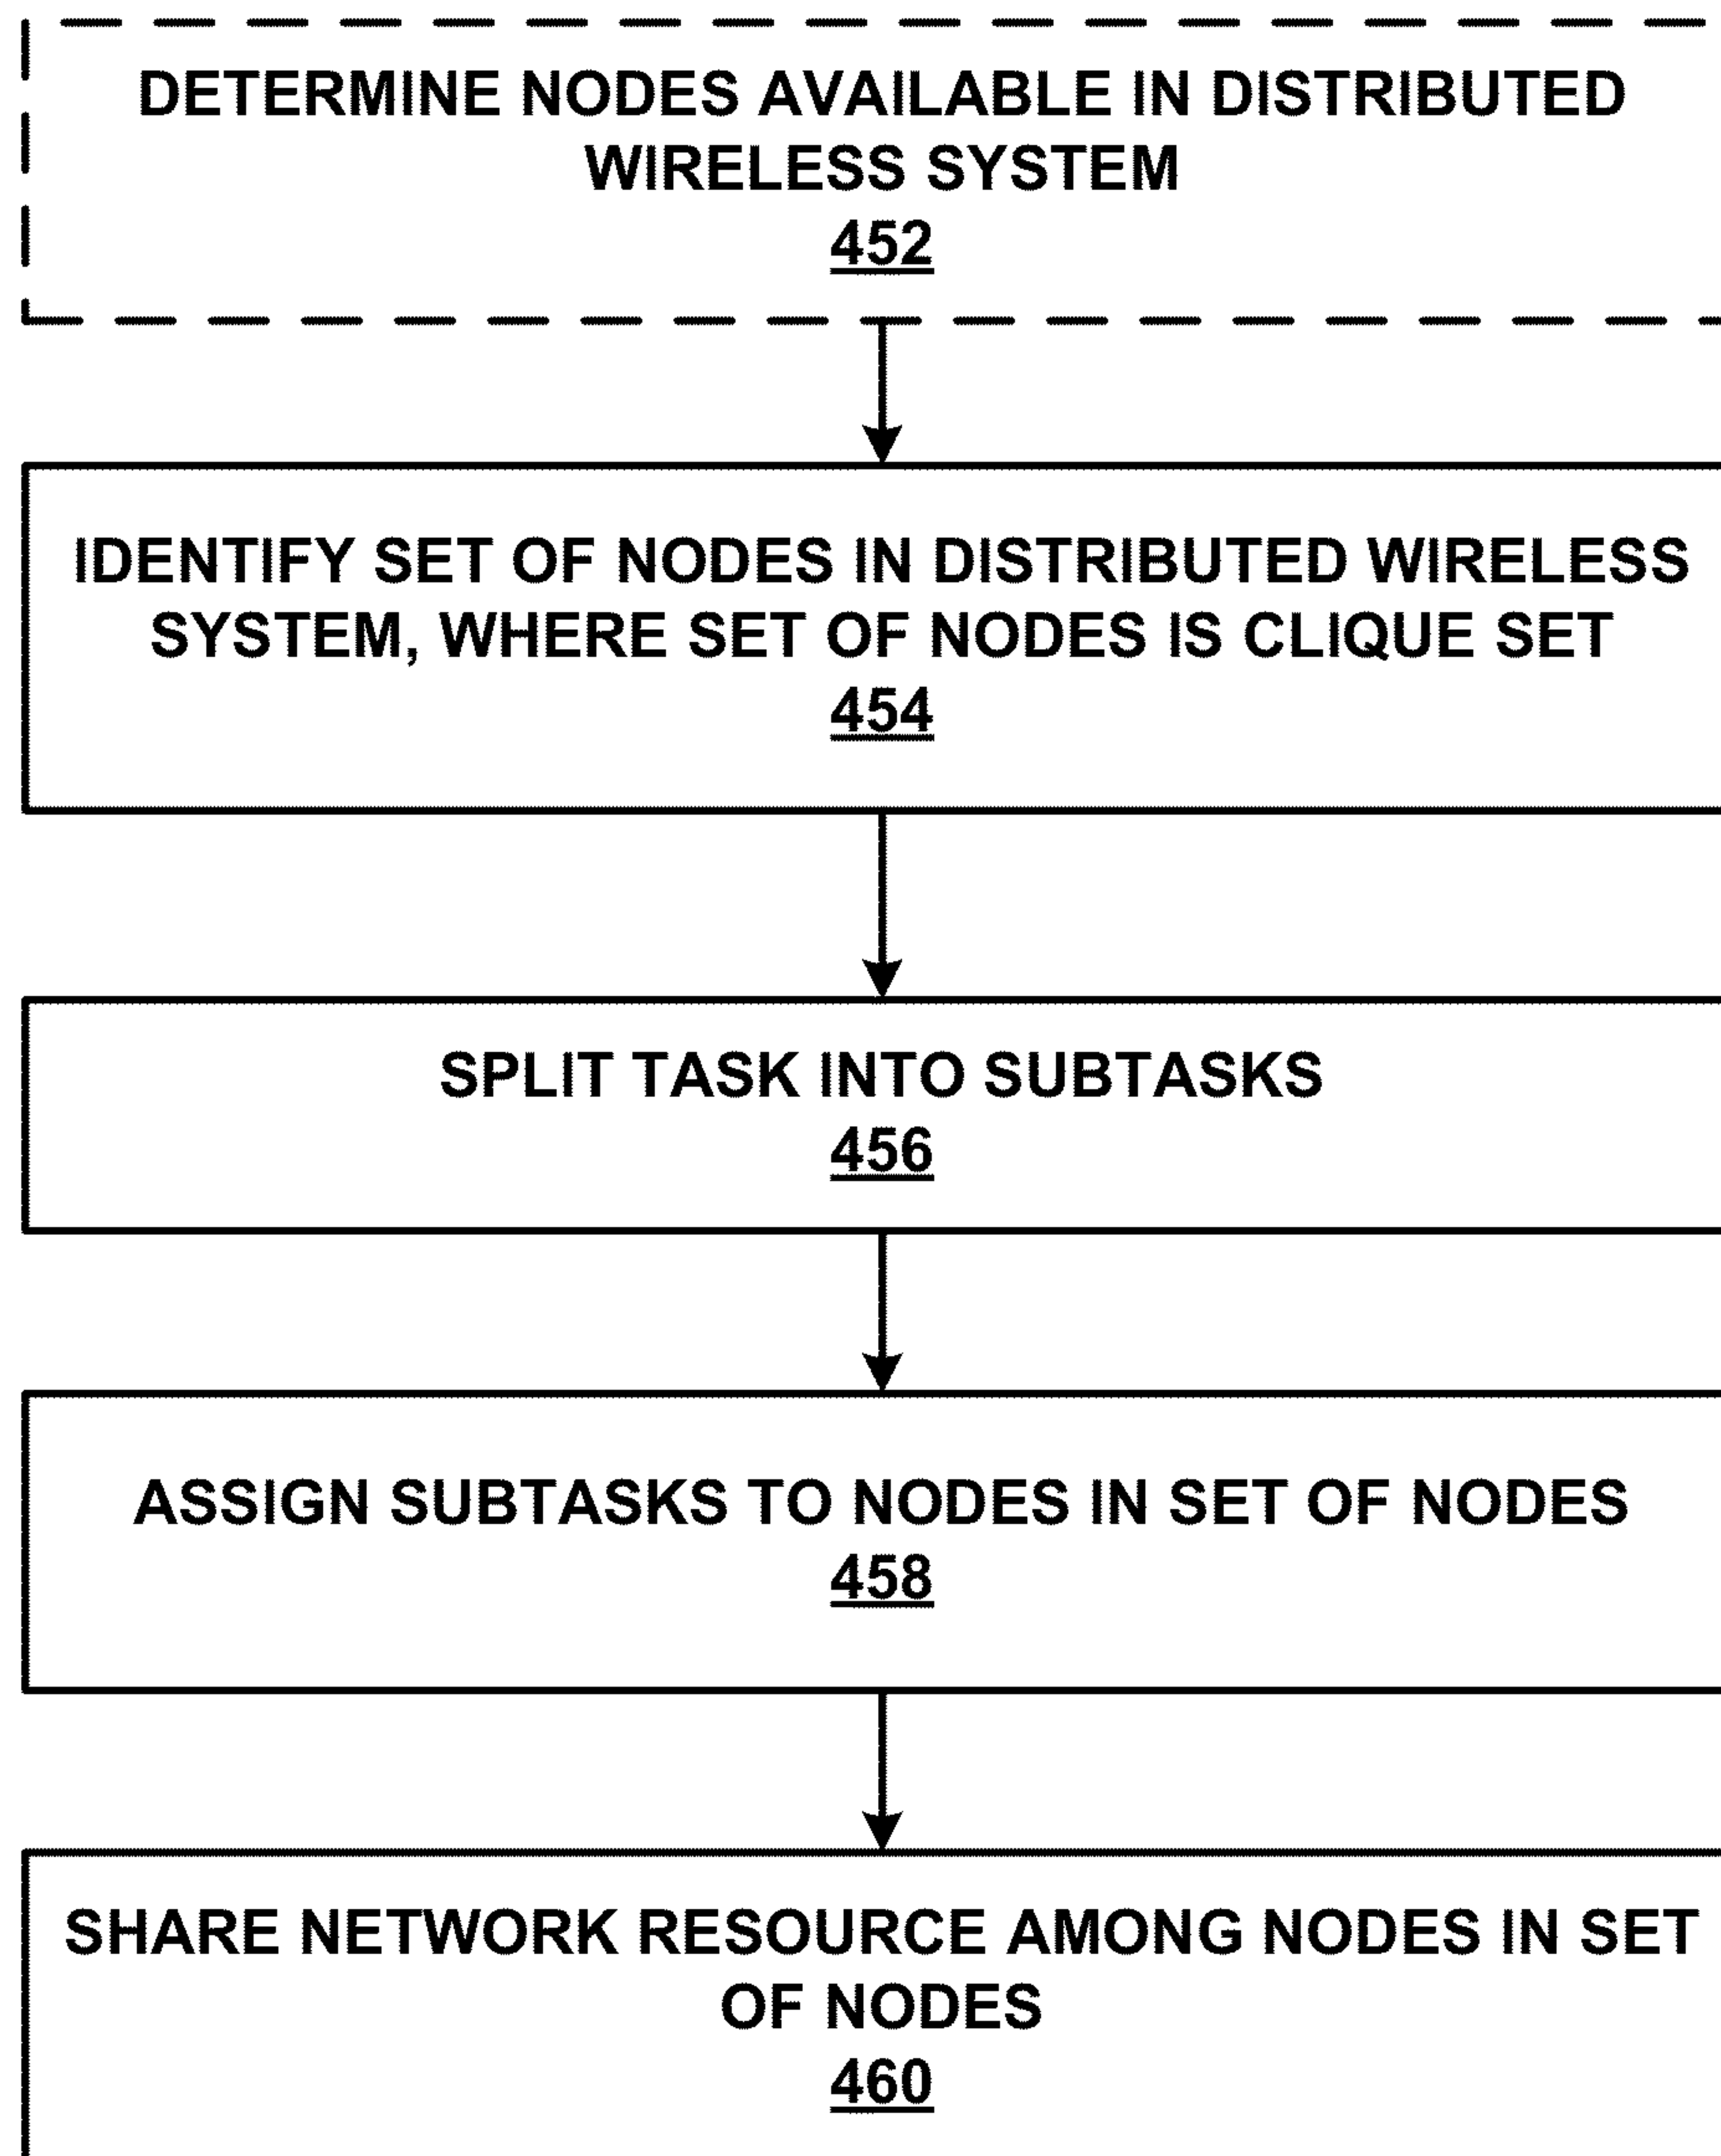 DETERMINE NODES AVAILABLE IN DISTRIBUTED
WIRELESS SYSTEM
452
IDENTIFY SET OF NODES IN DISTRIBUTED WIRELESS
SYSTEM, WHERE SET OF NODES IS CLIQUE SET
454
SPLIT TASK INTO SUBTASKS
456
ASSIGN SUBTASKS TO NODES IN SET OF NODES
458
SHARE NETWORK RESOURCE AMONG NODES IN SET
OF NODES
460